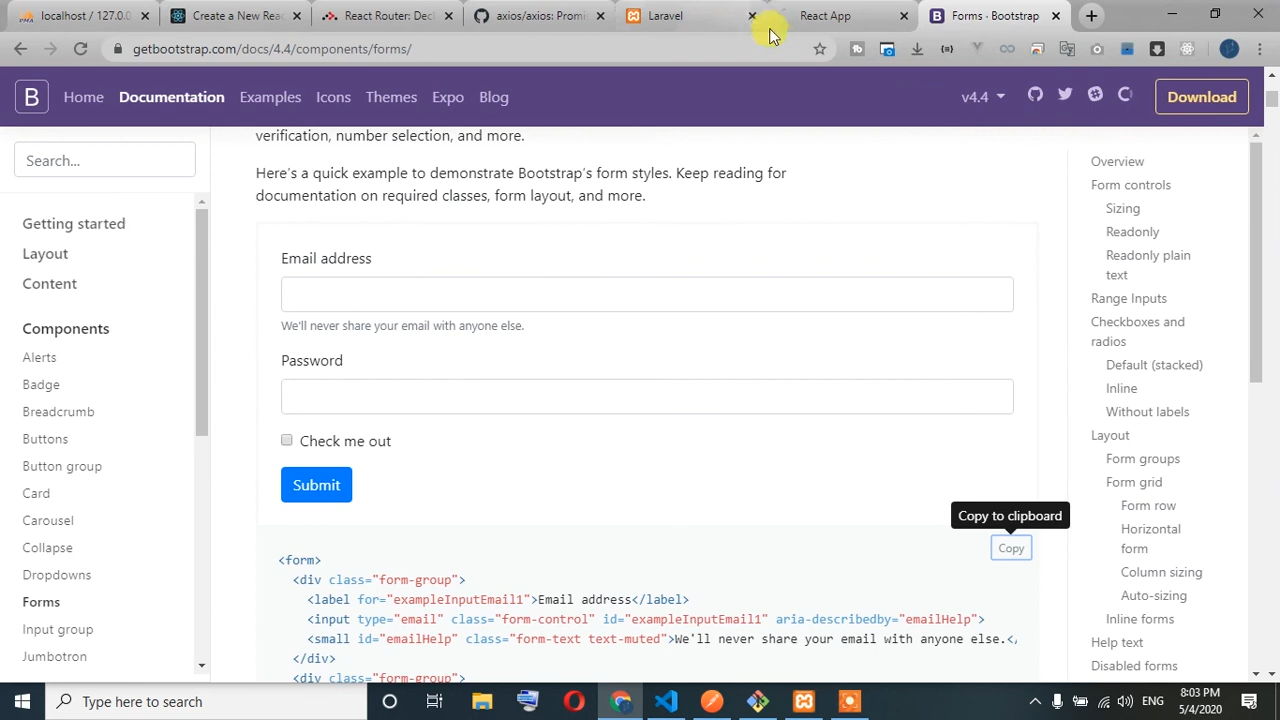 localhost / 127.0
Create a New Rea
React Router: Decl
axios/axios: Promi
Laravel
React App
Forms · Bootstrap
getbootstrap.com/docs/4.4/components/forms/
B
Home
Documentation
Examples
Icons
Themes
Expo
Blog
v4.4
Download
Search...
Getting started
Layout
Content
Components
Alerts
Badge
Breadcrumb
Buttons
Button group
Card
Carousel
Collapse
Dropdowns
Forms
Input group
Jumbotron
verification, number selection, and more.
Here's a quick example to demonstrate Bootstrap's form styles. Keep reading for
documentation on required classes, form layout, and more.
Email address
We'll never share your email with anyone else.
Password
Check me out
Submit
Copy to clipboard
Copy
<form>
<div class="form-group">
<label for="exampleInputEmail1">Email address</label>
<input type="email" class="form-control" id="exampleInputEmail1" aria-describedby="emailHelp">
<small id="emailHelp" class="form-text text-muted">We'll never share your email with anyone else.</
</div>
<div class="form-group">
Overview
Form controls
Sizing
Readonly
Readonly plain
text
Range Inputs
Checkboxes and
radios
Default (stacked)
Inline
Without labels
Layout
Form groups
Form grid
Form row
Horizontal
form
Column sizing
Auto-sizing
Inline forms
Help text
Disabled forms
Type here to search
ENG
8:03 PM
5/4/2020